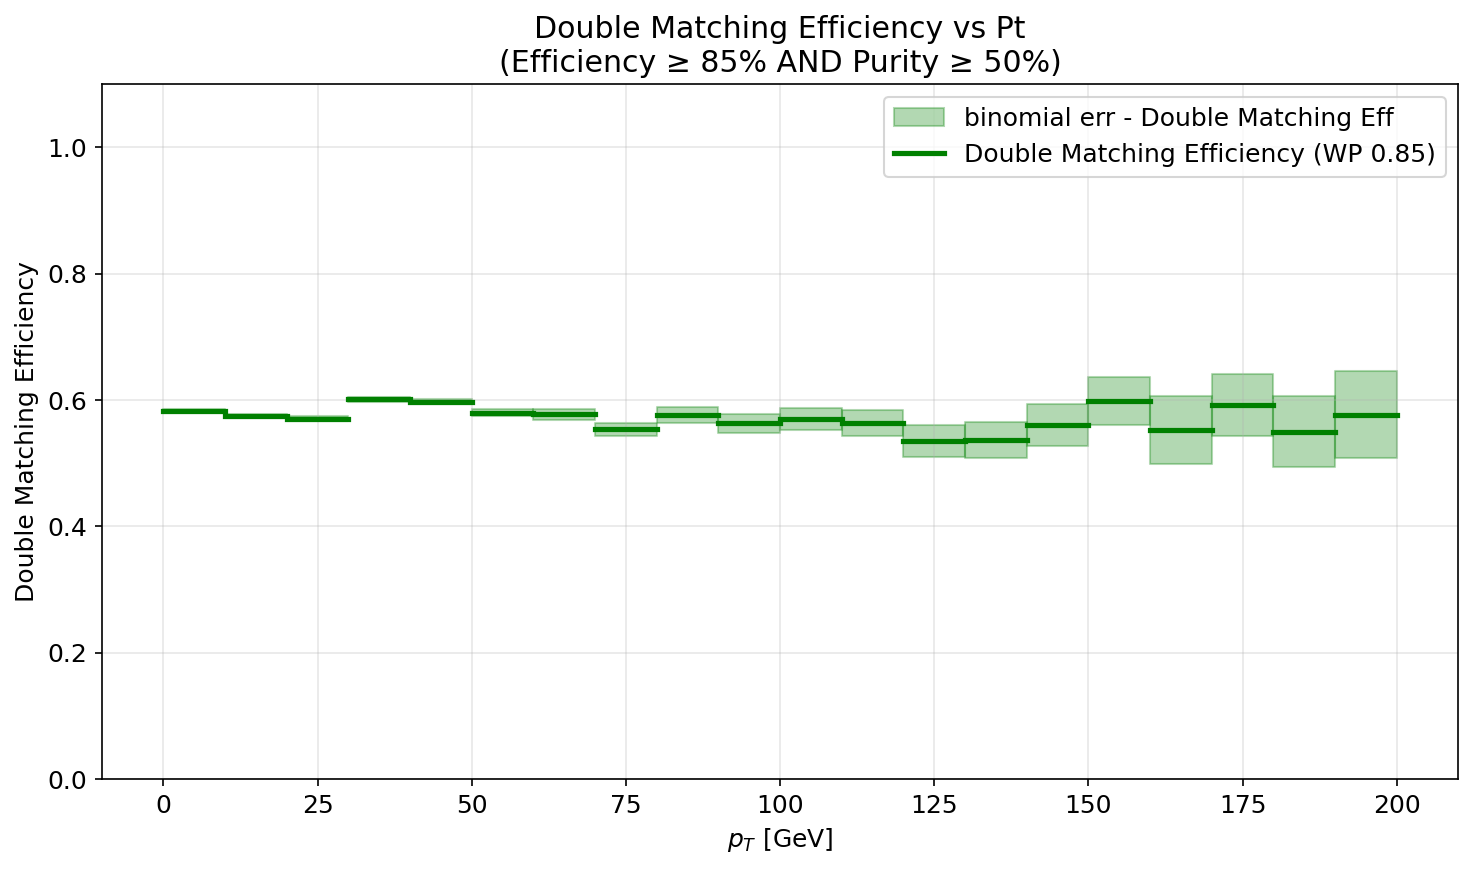 Double Matching Efficiency vs Pt
(Efficiency ≥ 85% AND Purity ≥ 50%)
binomial err - Double Matching Eff
Double Matching Efficiency (WP 0.85)
Double Matching Efficiency
1.0
0.8
0.6
0.4
0.2
0.0
0 25 50 75 100 125 150 175 200
p_T [GeV]